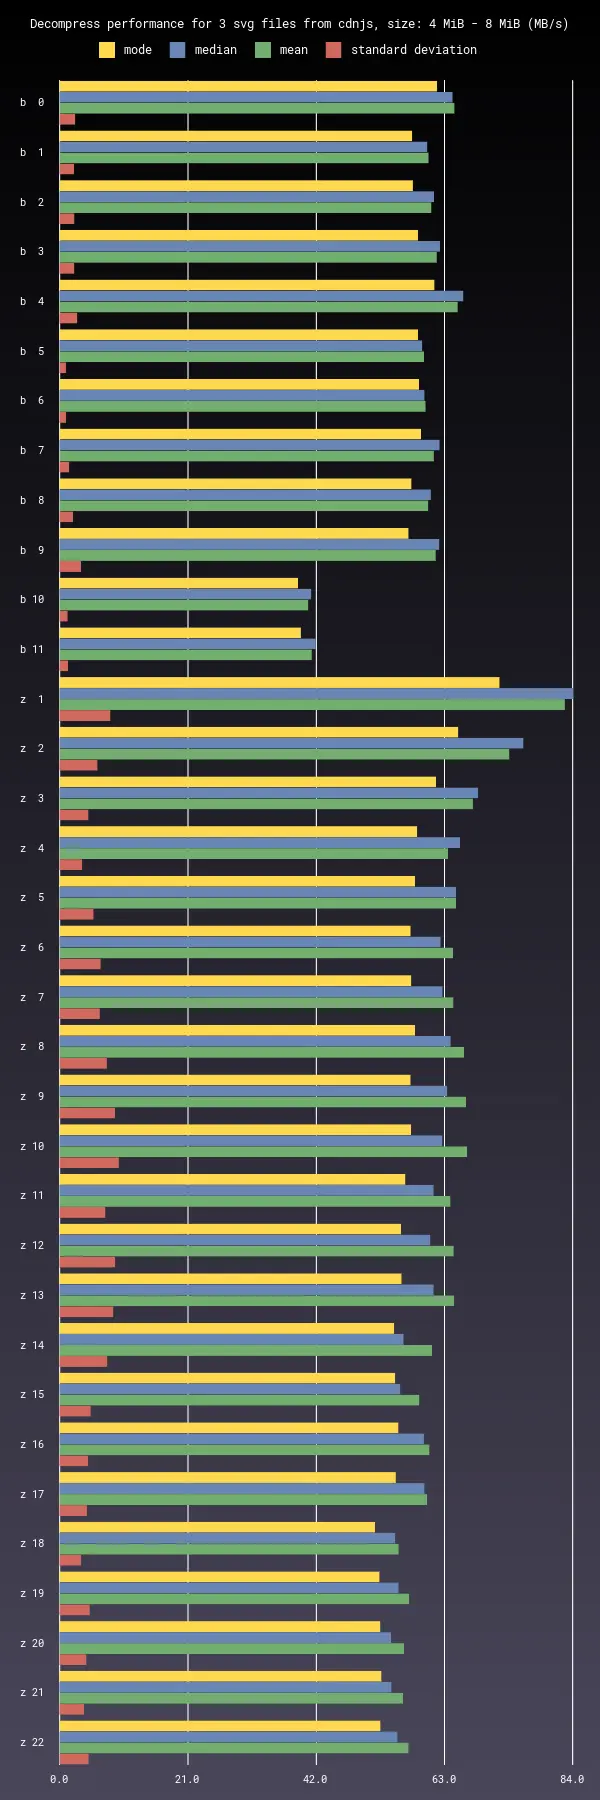 Decompress performance for 3 svg files from cdnjs, size: 4 MiB - 8 MiB (MB/s)
mode median mean standard deviation
b 0
b 1
b 2
b 3
b 4
b 5
b 6
b 7
b 8
b 9
b 10
b 11
z 1
z 2
z 3
z 4
z 5
z 6
z 7
z 8
z 9
z 10
z 11
z 12
z 13
z 14
z 15
z 16
z 17
z 18
z 19
z 20
z 21
z 22
0.0 21.0 42.0 63.0 84.0